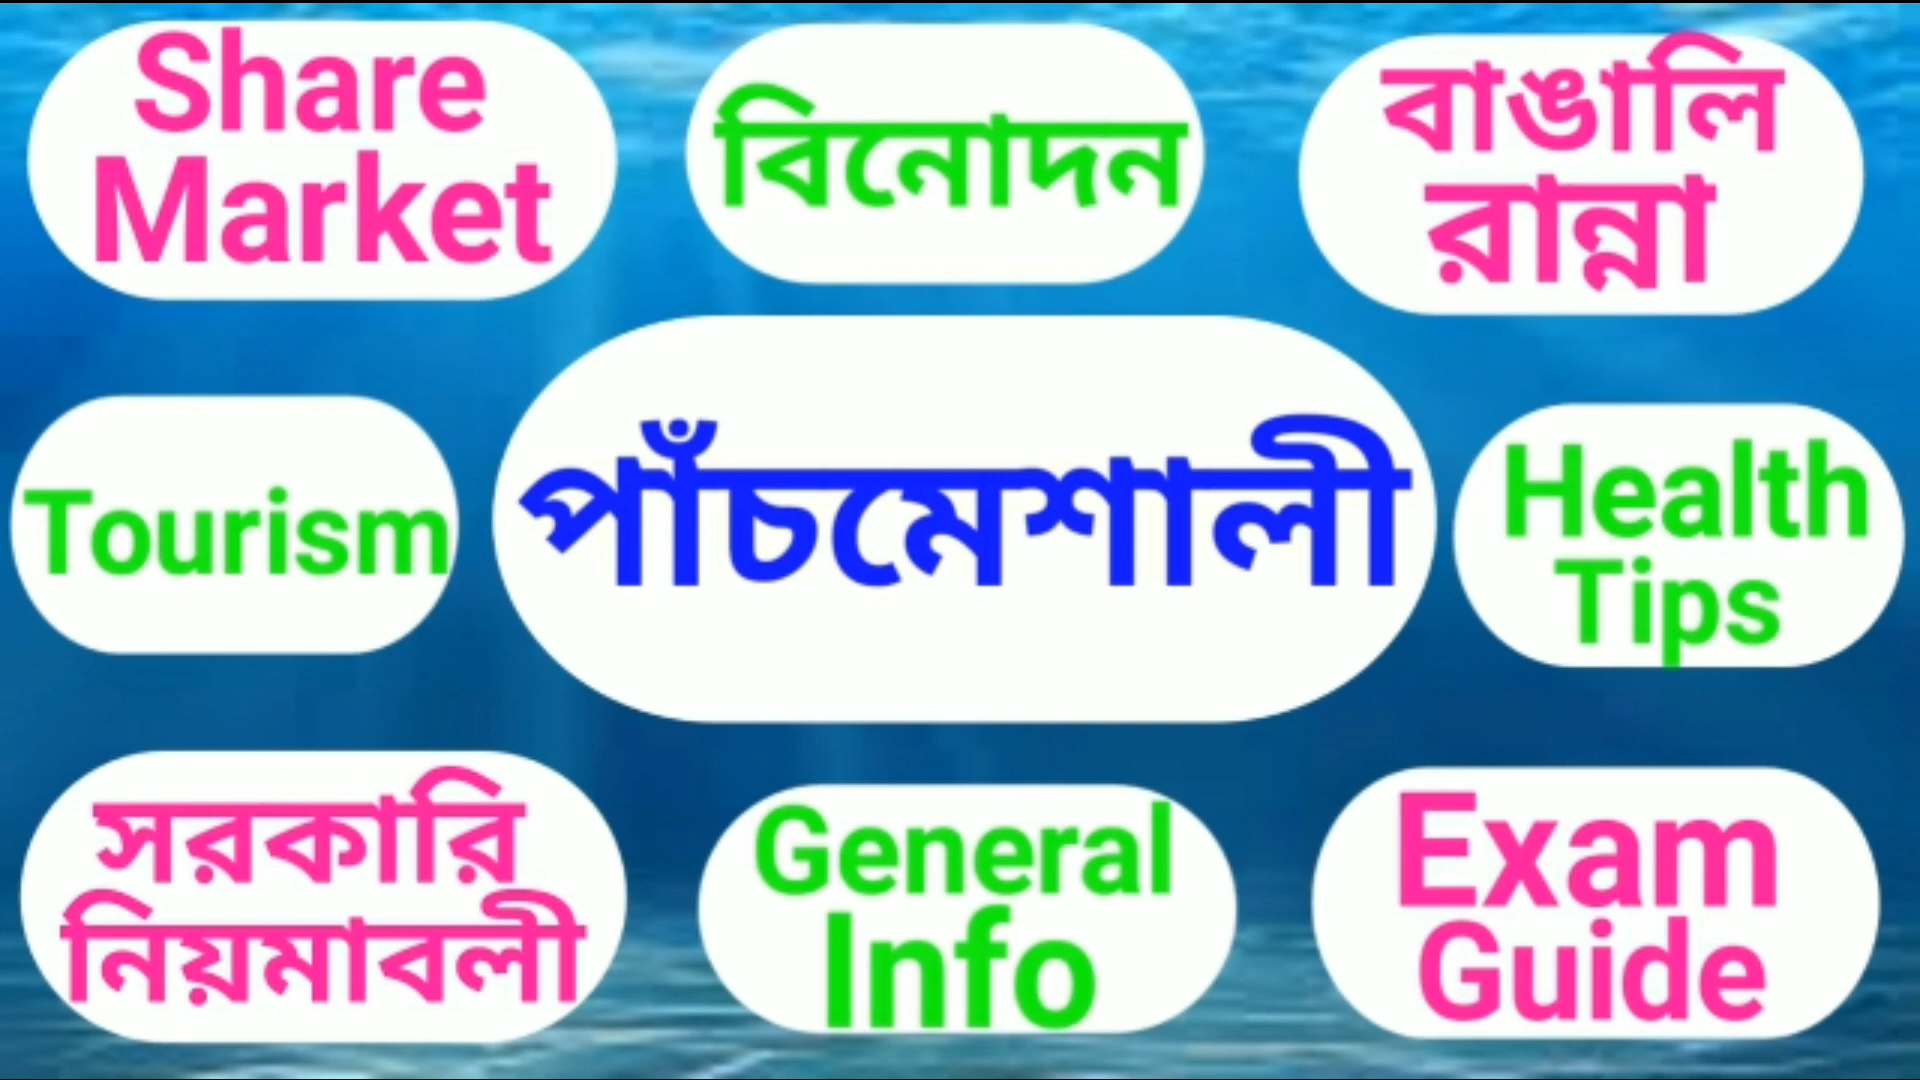 Share
Market
বিনোদন
বাঙালি
রান্না
Tourism
পাঁচমেশালী
Health
Tips
সরকারি
নিয়মাবলী
General
Info
Exam
Guide